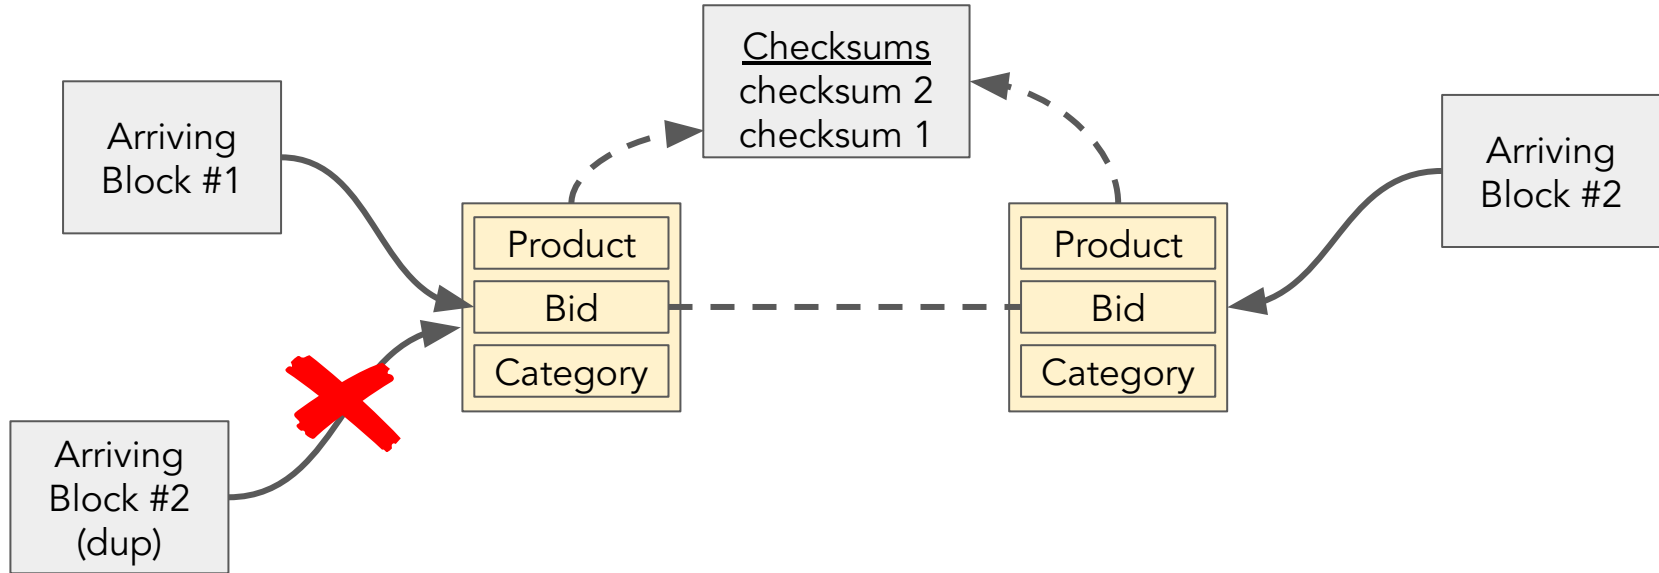 Checksums
checksum 2
checksum 1
Arriving
Block #1
Arriving
Block #2
Product
Bid
Category
Product
Bid
Category
Arriving
Block #2
(dup)